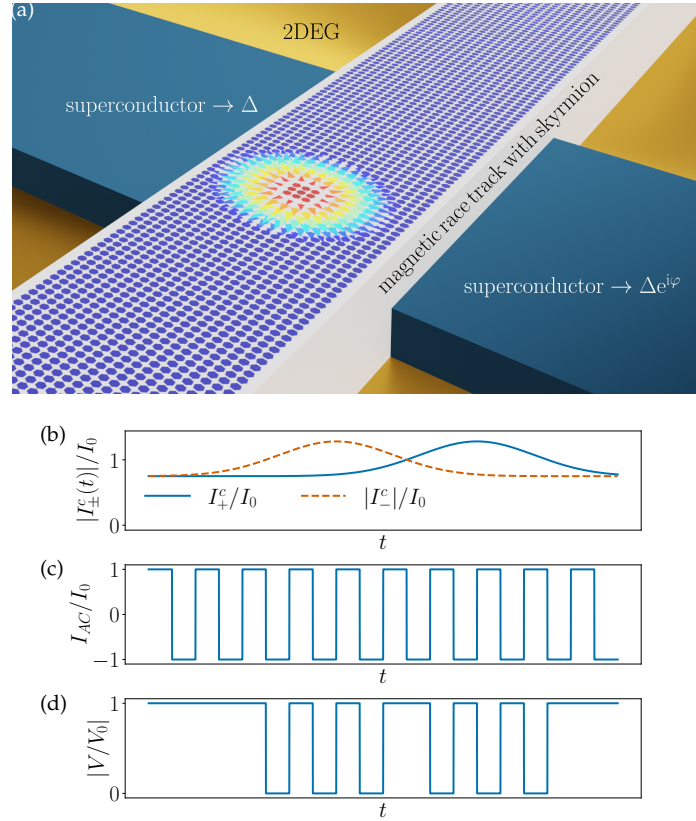 (a)
2DEG
superconductor → Δ
magnetic race track with skyrmion
superconductor → Δe^{iφ}
(b)
|I^c_±(t)|/I_0
1
0
I^c_+/I_0
|I^c_-|/I_0
t
(c)
I_{AC}/I_0
1
0
−1
t
(d)
|V/V_0|
1
0
t